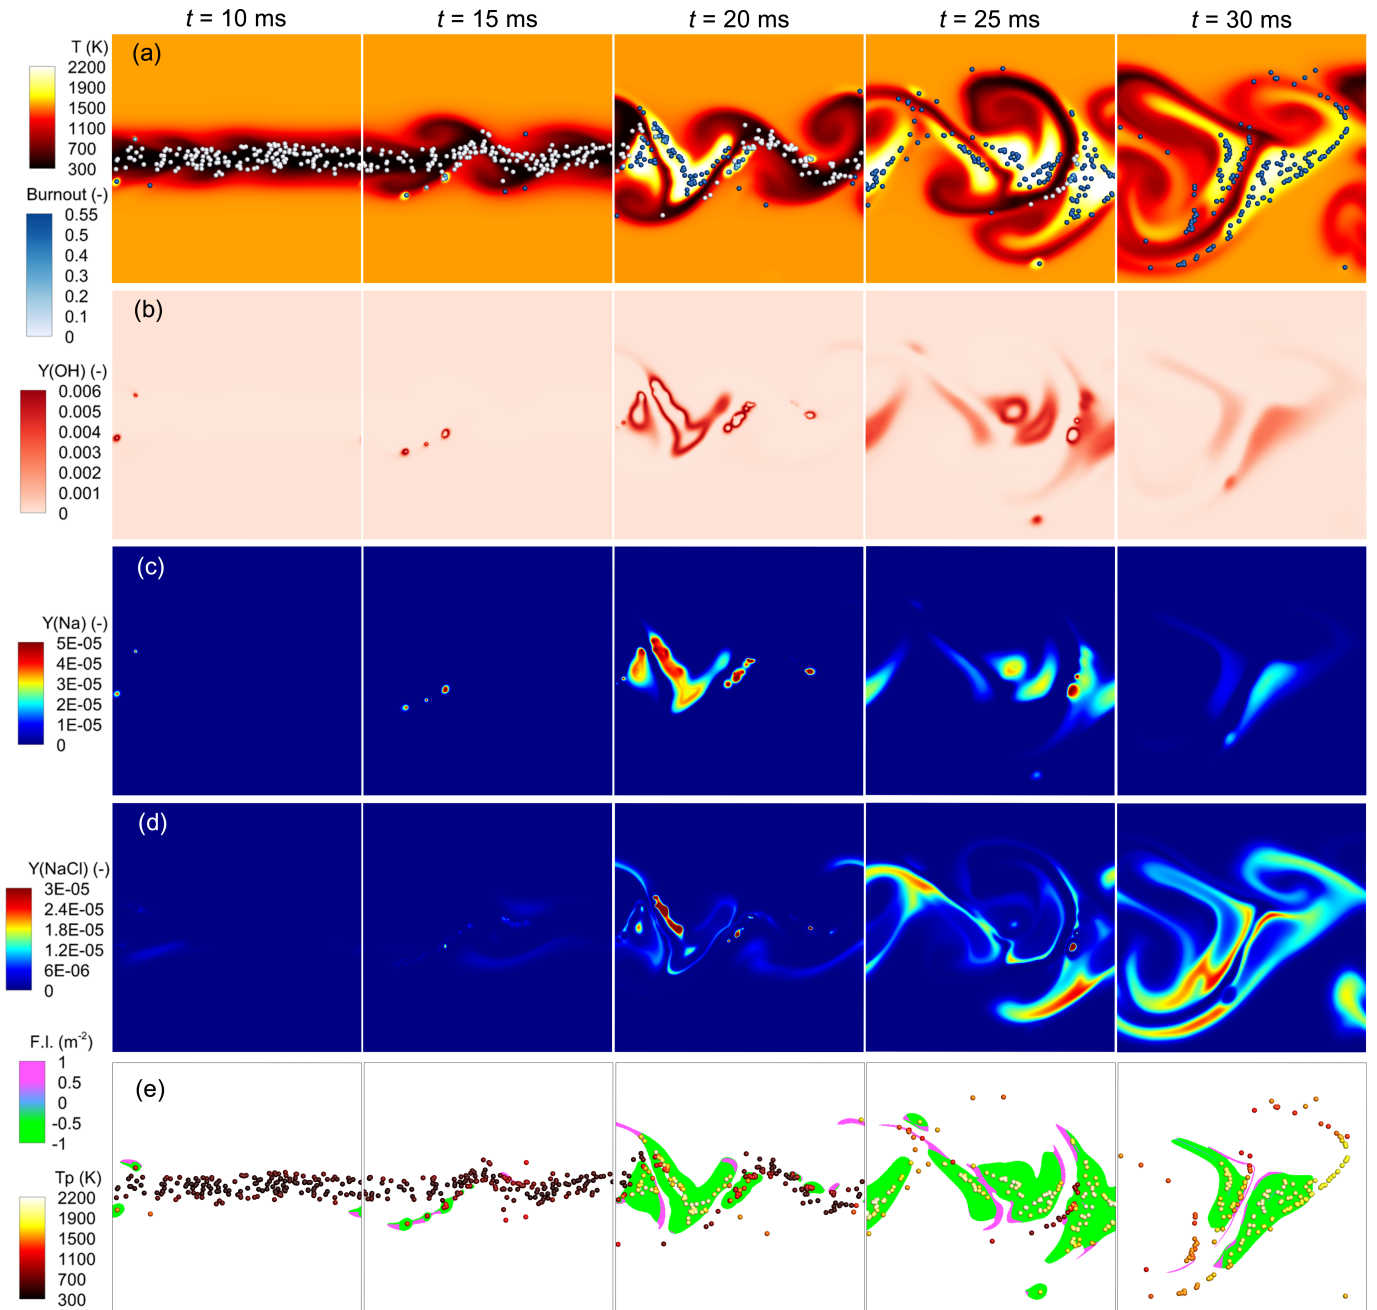 t = 10 ms
t = 15 ms
t = 20 ms
t = 25 ms
t = 30 ms
(a)
T (K)
2200
1900
1500
1100
700
300
Burnout (-)
0.55
0.5
0.4
0.3
0.2
0.1
0
(b)
Y(OH) (-)
0.006
0.005
0.004
0.003
0.002
0.001
0
(c)
Y(Na) (-)
5E-05
4E-05
3E-05
2E-05
1E-05
0
(d)
Y(NaCl) (-)
3E-05
2.4E-05
1.8E-05
1.2E-05
6E-06
0
F.I. (m-2)
1
0.5
0
-0.5
-1
(e)
Tp (K)
2200
1900
1500
1100
700
300